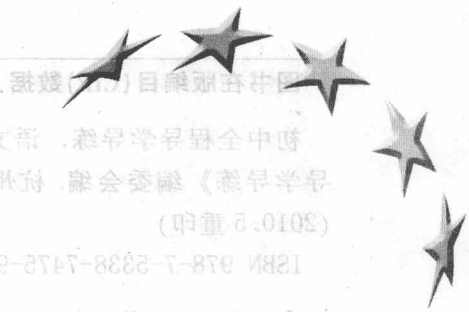 图书在版编目(CIP)数据
初中全程导学导练. 语文
导学导练》编委会编. 杭州
(2010.5重印)
ISBN 978-7-5338-7475-9